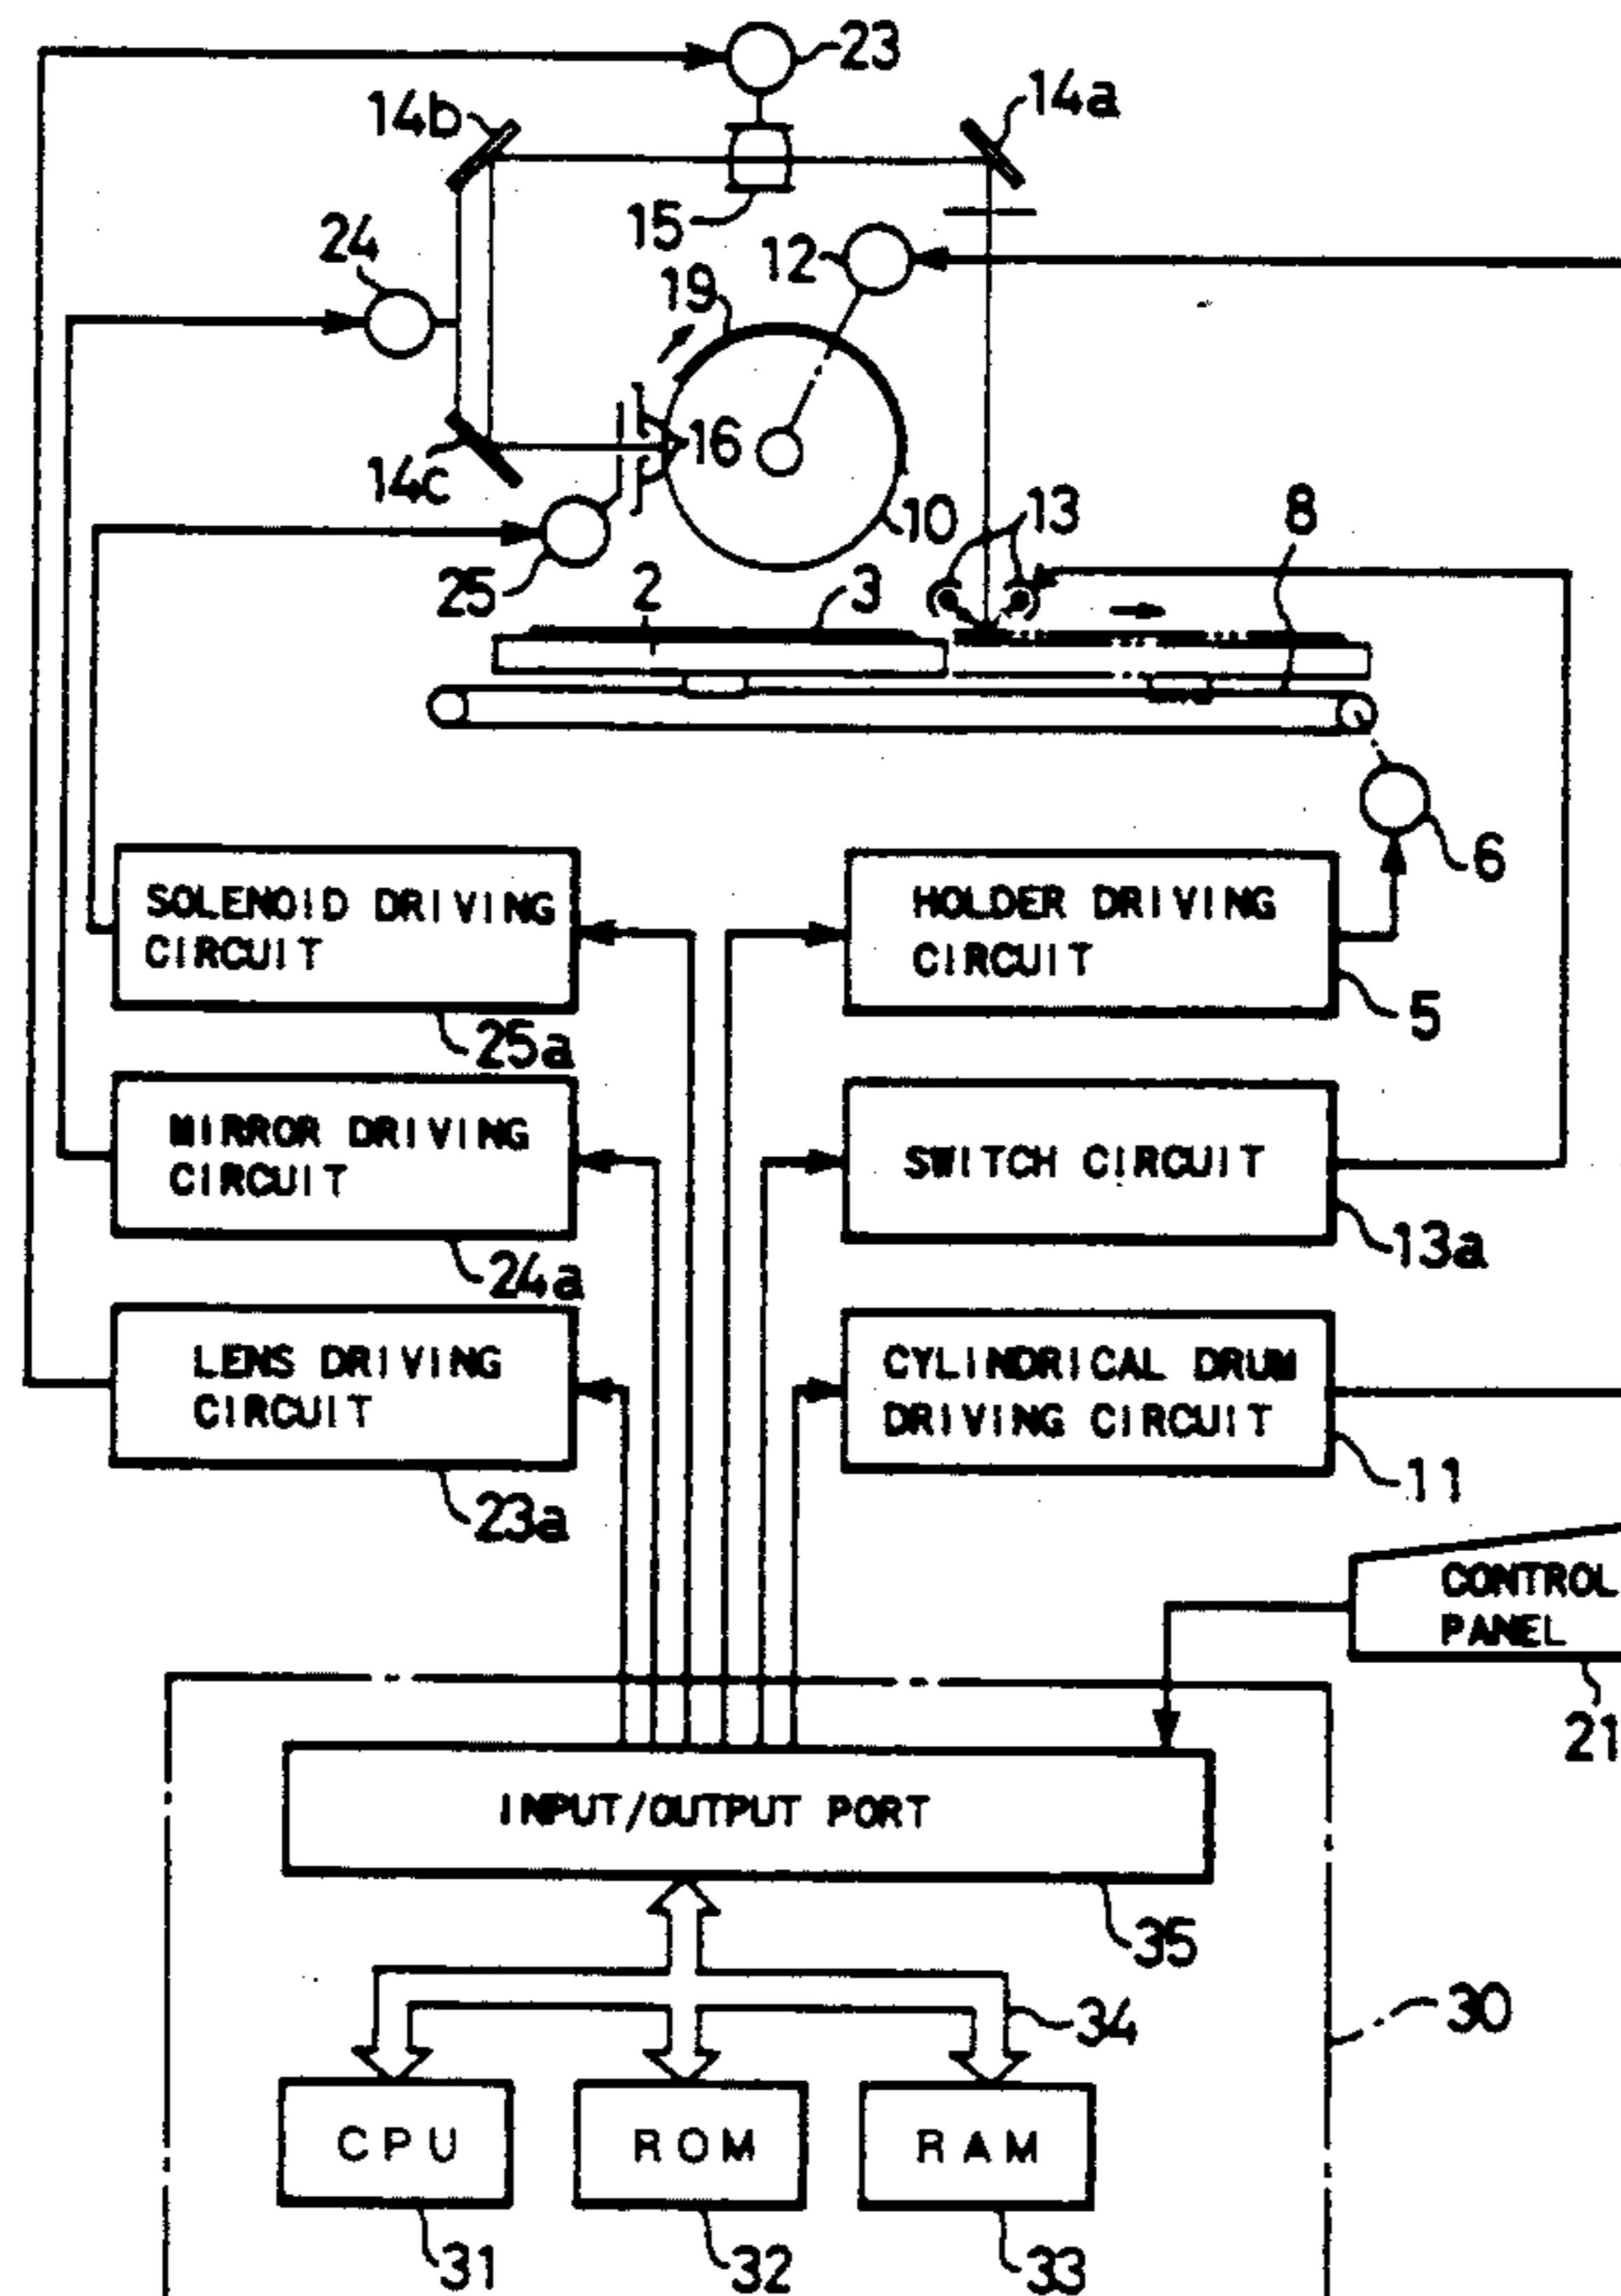 23
14b
14a
15
12
24
19
16
14c
10
13
8
25
2
3
6
SOLENOID DRIVING
CIRCUIT
HOLDER DRIVING
CIRCUIT
25a
5
MIRROR DRIVING
CIRCUIT
SWITCH CIRCUIT
24a
13a
LENS DRIVING
CIRCUIT
CYLINDRICAL DRUM
DRIVING CIRCUIT
23a
11
CONTROL
PANEL
21
INPUT/OUTPUT PORT
35
34
30
CPU
ROM
RAM
31
32
33